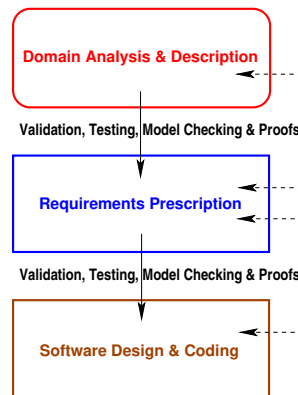 Domain Analysis & Description
Validation, Testing, Model Checking & Proofs
Requirements Prescription
Validation, Testing, Model Checking & Proofs
Software Design & Coding